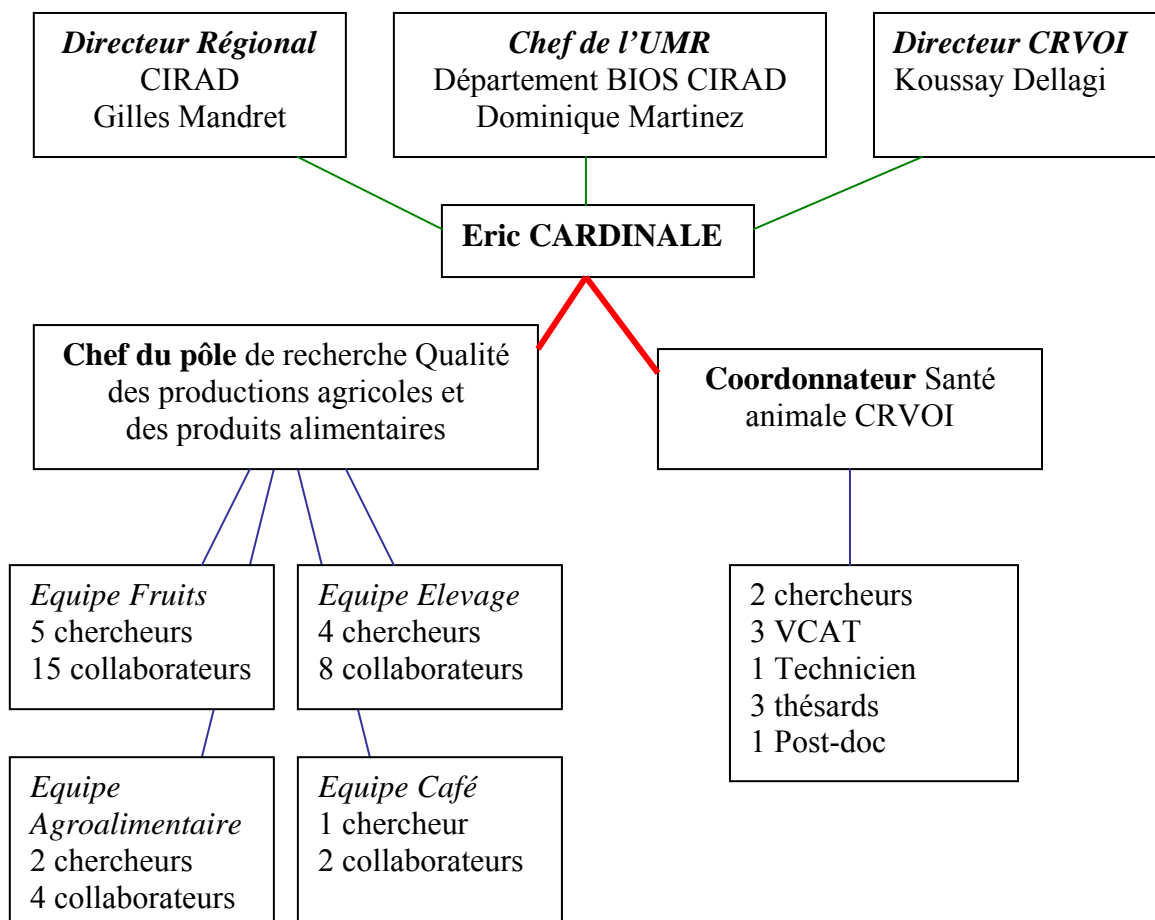 Directeur Régional
CIRAD
Gilles Mandret
Chef de l’UMR
Département BIOS CIRAD
Dominique Martinez
Directeur CRVOI
Koussay Dellagi
Eric CARDINALE
Chef du pôle de recherche Qualité
des productions agricoles et
des produits alimentaires
Coordonnateur Santé
animale CRVOI
Equipe Fruits
5 chercheurs
15 collaborateurs
Equipe Elevage
4 chercheurs
8 collaborateurs
2 chercheurs
3 VCAT
1 Technicien
3 thésards
1 Post-doc
Equipe
Agroalimentaire
2 chercheurs
4 collaborateurs
Equipe Café
1 chercheur
2 collaborateurs